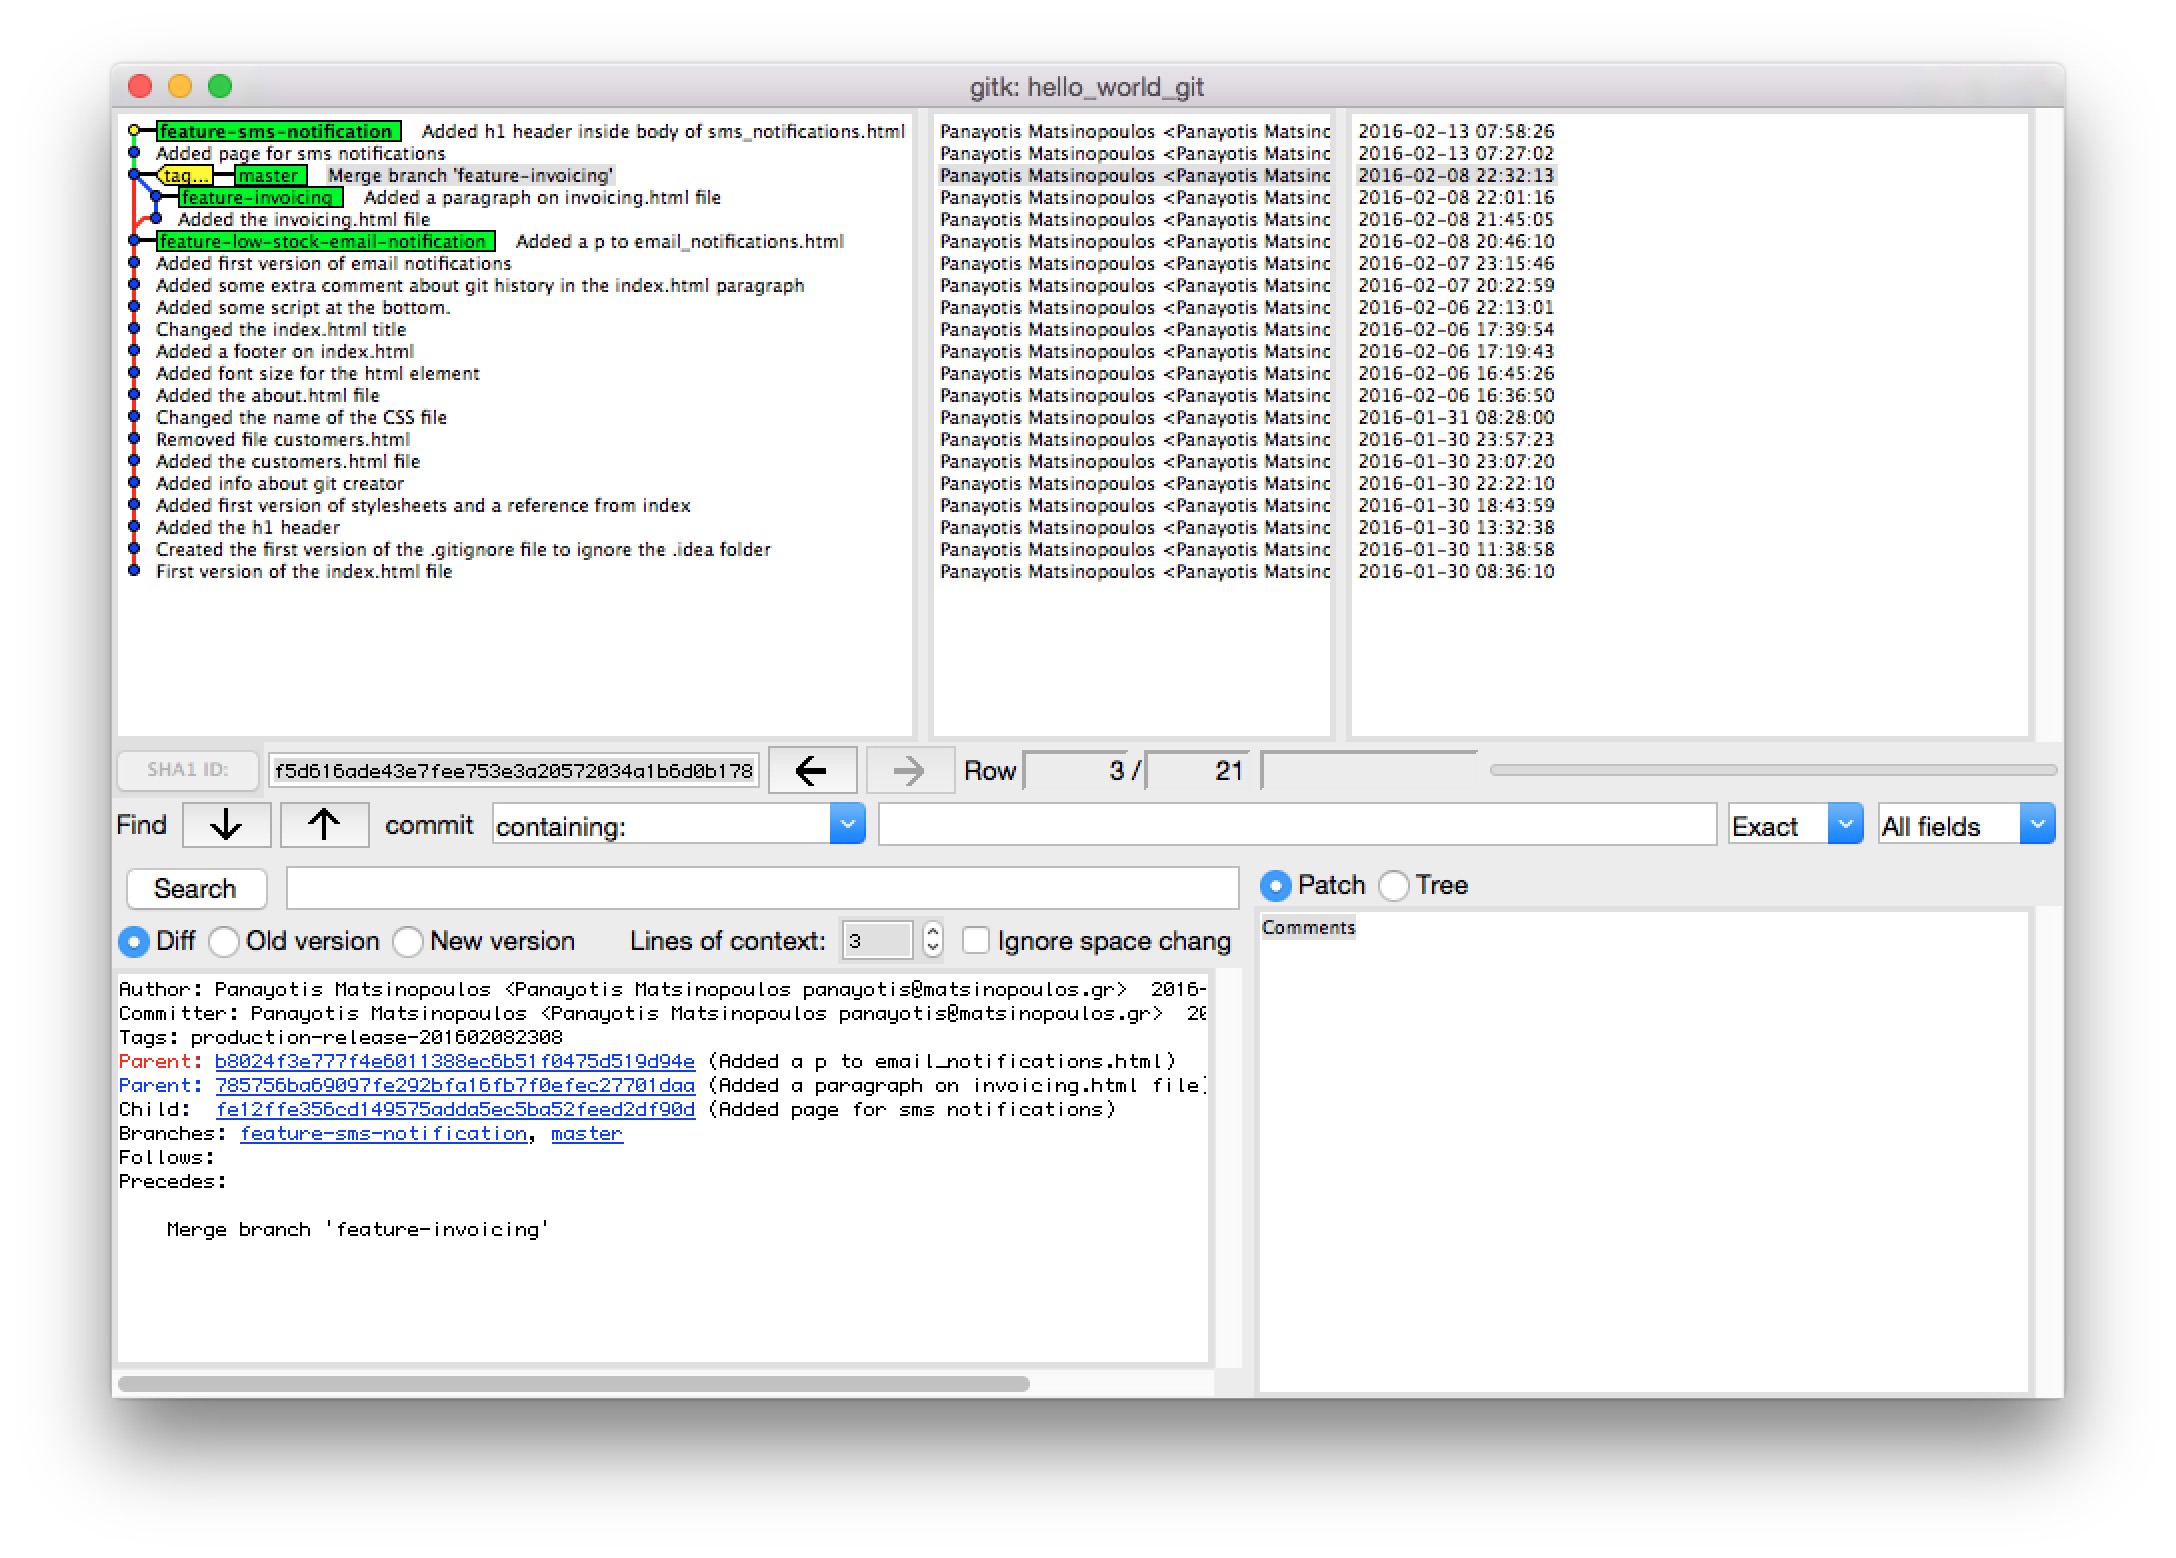 gitk: hello_world_git
feature-sms-notification Added h1 header inside body of sms_notifications.html Panayotis Matsinopoulos <Panayotis Matsinc 2016-02-13 07:58:26
Added page for sms notifications Panayotis Matsinopoulos <Panayotis Matsinc 2016-02-13 07:27:02
tag... master Merge branch 'feature-invoicing' Panayotis Matsinopoulos <Panayotis Matsinc 2016-02-08 22:32:13
feature-invoicing Added a paragraph on invoicing.html file Panayotis Matsinopoulos <Panayotis Matsinc 2016-02-08 22:01:16
Added the invoicing.html file Panayotis Matsinopoulos <Panayotis Matsinc 2016-02-08 21:45:05
feature-low-stock-email-notification Added a p to email_notifications.html Panayotis Matsinopoulos <Panayotis Matsinc 2016-02-08 20:46:10
Added first version of email notifications Panayotis Matsinopoulos <Panayotis Matsinc 2016-02-07 23:15:46
Added some extra comment about git history in the index.html paragraph Panayotis Matsinopoulos <Panayotis Matsinc 2016-02-07 20:22:59
Added some script at the bottom. Panayotis Matsinopoulos <Panayotis Matsinc 2016-02-06 22:13:01
Changed the index.html title Panayotis Matsinopoulos <Panayotis Matsinc 2016-02-06 17:39:54
Added a footer on index.html Panayotis Matsinopoulos <Panayotis Matsinc 2016-02-06 17:19:43
Added font size for the html element Panayotis Matsinopoulos <Panayotis Matsinc 2016-02-06 16:45:26
Added the about.html file Panayotis Matsinopoulos <Panayotis Matsinc 2016-02-06 16:36:50
Changed the name of the CSS file Panayotis Matsinopoulos <Panayotis Matsinc 2016-01-31 08:28:00
Removed file customers.html Panayotis Matsinopoulos <Panayotis Matsinc 2016-01-30 23:57:23
Added the customers.html file Panayotis Matsinopoulos <Panayotis Matsinc 2016-01-30 23:07:20
Added info about git creator Panayotis Matsinopoulos <Panayotis Matsinc 2016-01-30 22:22:10
Added first version of stylesheets and a reference from index Panayotis Matsinopoulos <Panayotis Matsinc 2016-01-30 18:43:59
Added the h1 header Panayotis Matsinopoulos <Panayotis Matsinc 2016-01-30 13:32:38
Created the first version of the .gitignore file to ignore the .idea folder Panayotis Matsinopoulos <Panayotis Matsinc 2016-01-30 11:38:58
First version of the index.html file Panayotis Matsinopoulos <Panayotis Matsinc 2016-01-30 08:36:10
SHA1 ID: f5d616ade43e7fee753e3a20572034a1b6d0b178 ← → Row 3 / 21
Find ↓ ↑ commit containing: Exact All fields
Search
Patch Tree
Diff Old version New version Lines of context: 3 Ignore space chang
Comments
Author: Panayotis Matsinopoulos <Panayotis Matsinopoulos panayotis@matsinopoulos.gr> 2016-
Committer: Panayotis Matsinopoulos <Panayotis Matsinopoulos panayotis@matsinopoulos.gr> 20
Tags: production-release-201602082308
Parent: b8024f3e777f4e6011388ec6b51f0475d519d94e (Added a p to email_notifications.html)
Parent: 785756ba69097fe292bfa16fb7f0efec27701daa (Added a paragraph on invoicing.html file)
Child: fe12ffe356cd149575adda5ec5ba52feed2df90d (Added page for sms notifications)
Branches: feature-sms-notification, master
Follows:
Precedes:
Merge branch 'feature-invoicing'